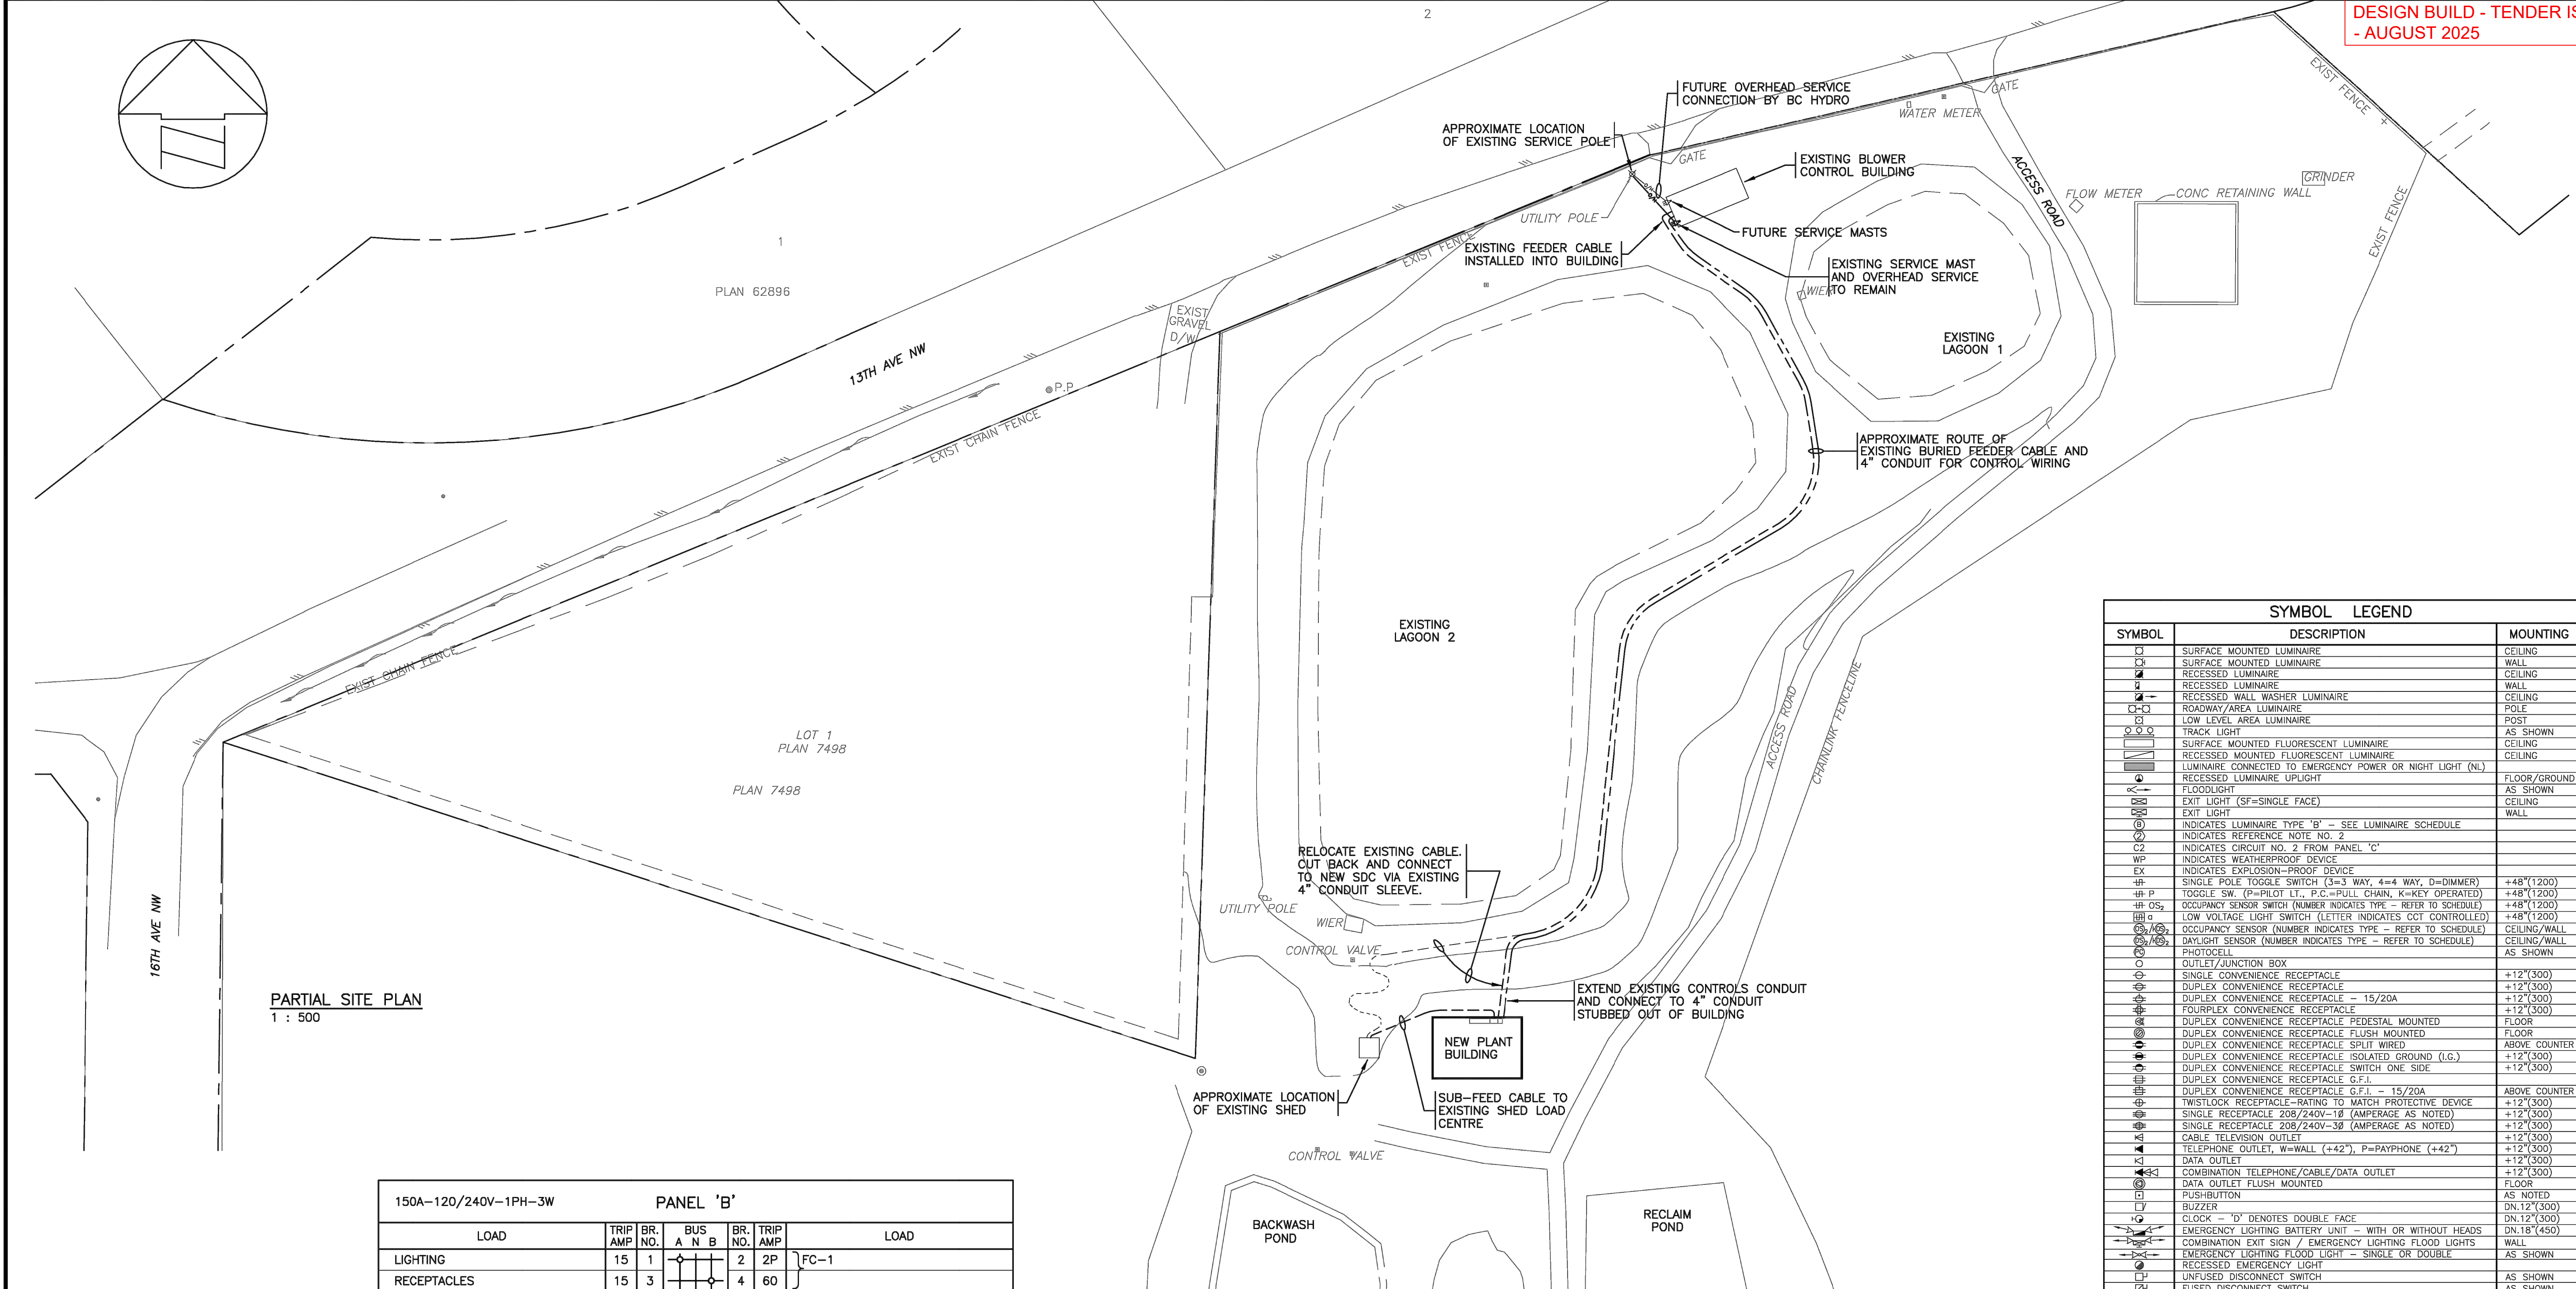 DESIGN BUILD - TENDER
- AUGUST 2025
2
1
PLAN 62896
13TH AVE NW
EXIST
GRAVEL
D/W
P.P
EXIST CHAIN FENCE
EXIST CHAIN FENCE
16TH AVE NW
LOT 1
PLAN 7498
PLAN 7498
PARTIAL SITE PLAN
1 : 500
FUTURE OVERHEAD SERVICE
CONNECTION BY BC HYDRO
APPROXIMATE LOCATION
OF EXISTING SERVICE POLE
GATE
EXISTING BLOWER
CONTROL BUILDING
UTILITY POLE
FUTURE SERVICE MASTS
EXIST FENCE
EXISTING FEEDER CABLE
INSTALLED INTO BUILDING
EXISTING SERVICE MAST
AND OVERHEAD SERVICE
TO REMAIN
WIER
EXISTING
LAGOON 1
WATER METER
GATE
ACCESS ROAD
EXIST FENCE
FLOW METER
CONC RETAINING WALL
GRINDER
EXIST FENCE
APPROXIMATE ROUTE OF
EXISTING BURIED FEEDER CABLE AND
4" CONDUIT FOR CONTROL WIRING
EXISTING
LAGOON 2
ACCESS ROAD
CHAINLINK FENCELINE
RELOCATE EXISTING CABLE.
CUT BACK AND CONNECT
TO NEW SDC VIA EXISTING
4" CONDUIT SLEEVE.
UTILITY POLE
WIER
CONTROL VALVE
EXTEND EXISTING CONTROLS CONDUIT
AND CONNECT TO 4" CONDUIT
STUBBED OUT OF BUILDING
NEW PLANT
BUILDING
APPROXIMATE LOCATION
OF EXISTING SHED
SUB-FEED CABLE TO
EXISTING SHED LOAD
CENTRE
CONTROL VALVE
BACKWASH
POND
RECLAIM
POND
150A-120/240V-1PH-3W PANEL 'B'
LOAD TRIP AMP BR. NO. BUS A N B BR. NO. TRIP AMP LOAD
LIGHTING 15 1 2 2P FC-1
RECEPTACLES 15 3 4 60
SYMBOL LEGEND
SYMBOL DESCRIPTION MOUNTING
SURFACE MOUNTED LUMINAIRE CEILING
SURFACE MOUNTED LUMINAIRE WALL
RECESSED LUMINAIRE CEILING
RECESSED LUMINAIRE WALL
RECESSED WALL WASHER LUMINAIRE CEILING
ROADWAY/AREA LUMINAIRE POLE
LOW LEVEL AREA LUMINAIRE POST
TRACK LIGHT AS SHOWN
SURFACE MOUNTED FLUORESCENT LUMINAIRE CEILING
RECESSED MOUNTED FLUORESCENT LUMINAIRE CEILING
LUMINAIRE CONNECTED TO EMERGENCY POWER OR NIGHT LIGHT (NL)
RECESSED LUMINAIRE UPLIGHT FLOOR/GROUND
FLOODLIGHT AS SHOWN
EXIT LIGHT (SF=SINGLE FACE) CEILING
EXIT LIGHT WALL
B INDICATES LUMINAIRE TYPE 'B' - SEE LUMINAIRE SCHEDULE
2 INDICATES REFERENCE NOTE NO. 2
C2 INDICATES CIRCUIT NO. 2 FROM PANEL 'C'
WP INDICATES WEATHERPROOF DEVICE
EX INDICATES EXPLOSION-PROOF DEVICE
SINGLE POLE TOGGLE SWITCH (3=3 WAY, 4=4 WAY, D=DIMMER) +48"(1200)
P TOGGLE SW. (P=PILOT LT., P.C.=PULL CHAIN, K=KEY OPERATED) +48"(1200)
OS2 OCCUPANCY SENSOR SWITCH (NUMBER INDICATES TYPE - REFER TO SCHEDULE) +48"(1200)
a LOW VOLTAGE LIGHT SWITCH (LETTER INDICATES CCT CONTROLLED) +48"(1200)
OCCUPANCY SENSOR (NUMBER INDICATES TYPE - REFER TO SCHEDULE) CEILING/WALL
DAYLIGHT SENSOR (NUMBER INDICATES TYPE - REFER TO SCHEDULE) CEILING/WALL
PC PHOTOCELL AS SHOWN
OUTLET/JUNCTION BOX
SINGLE CONVENIENCE RECEPTACLE +12"(300)
DUPLEX CONVENIENCE RECEPTACLE +12"(300)
DUPLEX CONVENIENCE RECEPTACLE - 15/20A +12"(300)
FOURPLEX CONVENIENCE RECEPTACLE +12"(300)
DUPLEX CONVENIENCE RECEPTACLE PEDESTAL MOUNTED FLOOR
DUPLEX CONVENIENCE RECEPTACLE FLUSH MOUNTED FLOOR
DUPLEX CONVENIENCE RECEPTACLE SPLIT WIRED ABOVE COUNTER
DUPLEX CONVENIENCE RECEPTACLE ISOLATED GROUND (I.G.) +12"(300)
DUPLEX CONVENIENCE RECEPTACLE SWITCH ONE SIDE +12"(300)
DUPLEX CONVENIENCE RECEPTACLE G.F.I.
DUPLEX CONVENIENCE RECEPTACLE G.F.I. - 15/20A ABOVE COUNTER
TWISTLOCK RECEPTACLE-RATING TO MATCH PROTECTIVE DEVICE +12"(300)
SINGLE RECEPTACLE 208/240V-1Ø (AMPERAGE AS NOTED) +12"(300)
SINGLE RECEPTACLE 208/240V-3Ø (AMPERAGE AS NOTED) +12"(300)
CABLE TELEVISION OUTLET +12"(300)
TELEPHONE OUTLET, W=WALL (+42"), P=PAYPHONE (+42") +12"(300)
DATA OUTLET +12"(300)
COMBINATION TELEPHONE/CABLE/DATA OUTLET +12"(300)
DATA OUTLET FLUSH MOUNTED FLOOR
PUSHBUTTON AS NOTED
BUZZER DN.12"(300)
CLOCK - 'D' DENOTES DOUBLE FACE DN.12"(300)
EMERGENCY LIGHTING BATTERY UNIT - WITH OR WITHOUT HEADS DN.18"(450)
COMBINATION EXIT SIGN / EMERGENCY LIGHTING FLOOD LIGHTS WALL
EMERGENCY LIGHTING FLOOD LIGHT - SINGLE OR DOUBLE AS SHOWN
RECESSED EMERGENCY LIGHT
UNFUSED DISCONNECT SWITCH AS SHOWN
FUSED DISCONNECT SWITCH AS SHOWN